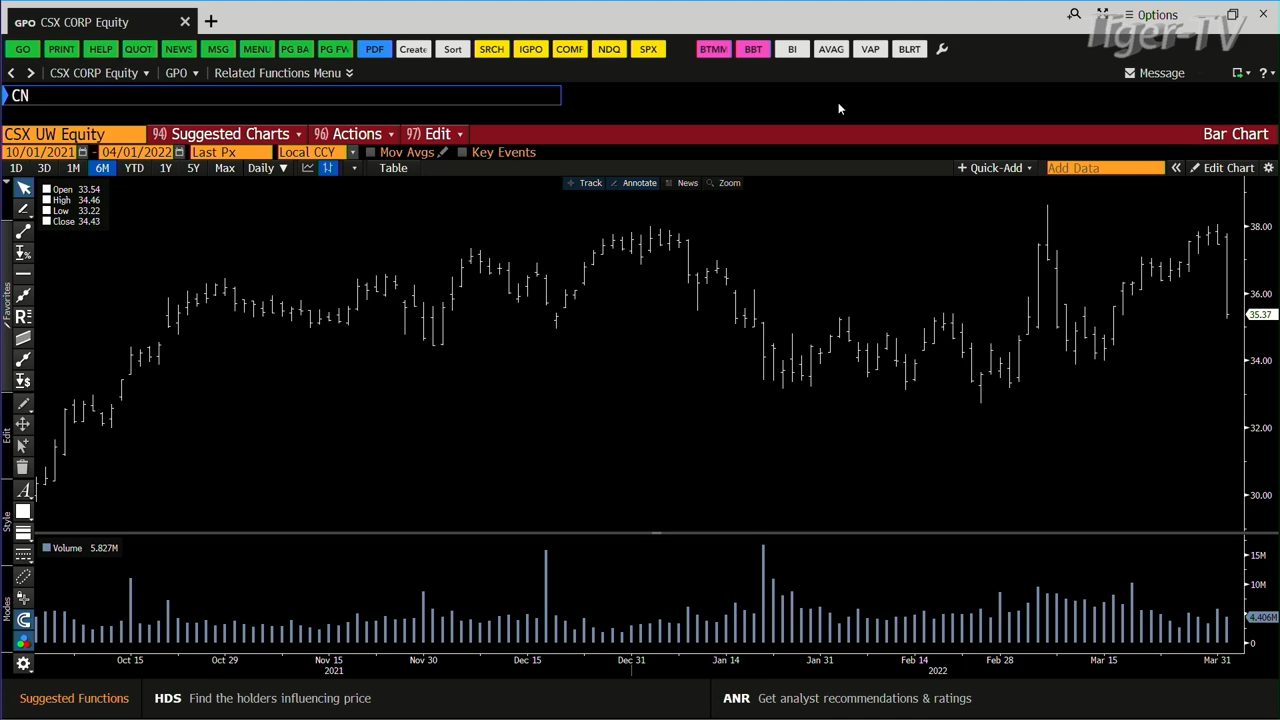 GPO CSX CORP Equity
Options
Tiger-TV
GO PRINT HELP QUOT NEWS MSG MENU PG BA PG FW PDF Create Sort SRCH IGPO COMF NDQ SPX BTMM BBT BI AVAG VAP BLRT
CSX CORP Equity GPO Related Functions Menu Message ?
CN
CSX UW Equity 94) Suggested Charts 96) Actions 97) Edit Bar Chart
10/01/2021 - 04/01/2022 Last Px Local CCY Mov Avgs Key Events
1D 3D 1M 6M YTD 1Y 5Y Max Daily Table + Quick-Add Add Data Edit Chart
Track Annotate News Zoom
Open 33.54
High 34.46
Low 33.22
Close 34.43
38.00
36.00
35.37
34.00
32.00
30.00
Favorites
Edit
Style
Modes
Volume 5.827M
15M
10M
4.406M
0
Oct 15 Oct 29 Nov 15 Nov 30 Dec 15 Dec 31 Jan 14 Jan 31 Feb 14 Feb 28 Mar 15 Mar 31
2021 2022
Suggested Functions HDS Find the holders influencing price ANR Get analyst recommendations & ratings